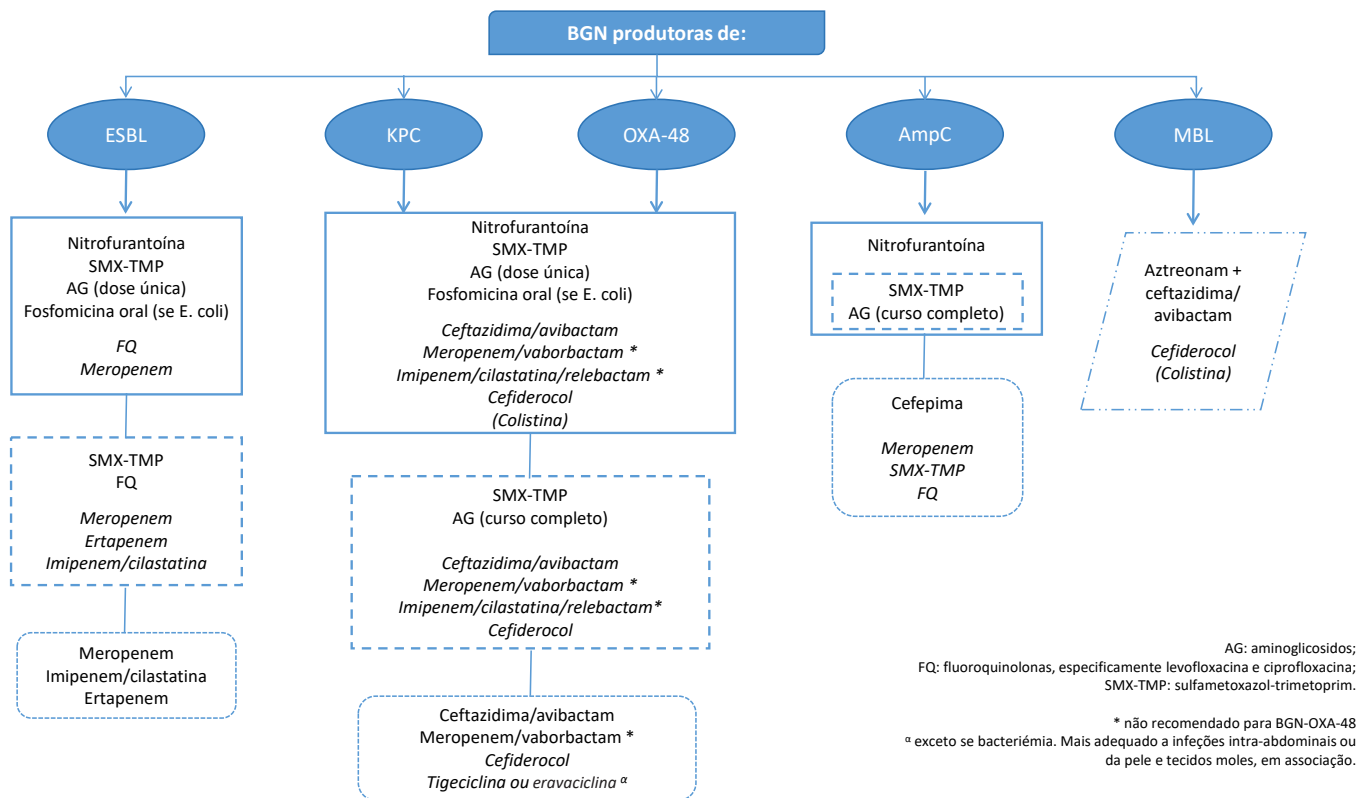 BGN produtoras de:
ESBL
KPC
OXA-48
AmpC
MBL
Nitrofurantoína
SMX-TMP
AG (dose única)
Fosfomicina oral (se E. coli)
FQ
Meropenem
SMX-TMP
FQ
Meropenem
Ertapenem
Imipenem/cilastatina
Meropenem
Imipenem/cilastatina
Ertapenem
Nitrofurantoína
SMX-TMP
AG (dose única)
Fosfomicina oral (se E. coli)
Ceftazidima/avibactam
Meropenem/vaborbactam *
Imipenem/cilastatina/relebactam *
Cefiderocol
(Colistina)
SMX-TMP
AG (curso completo)
Ceftazidima/avibactam
Meropenem/vaborbactam *
Imipenem/cilastatina/relebactam*
Cefiderocol
Ceftazidima/avibactam
Meropenem/vaborbactam *
Cefiderocol
Tigeciclina ou eravaciclina ᵅ
Nitrofurantoína
SMX-TMP
AG (curso completo)
Cefepima
Meropenem
SMX-TMP
FQ
Aztreonam +
ceftazidima/
avibactam
Cefiderocol
(Colistina)
AG: aminoglicosidos;
FQ: fluoroquinolonas, especificamente levofloxacina e ciprofloxacina;
SMX-TMP: sulfametoxazol-trimetoprim.
* não recomendado para BGN-OXA-48
ᵅ exceto se bacteriémia. Mais adequado a infeções intra-abdominais ou
da pele e tecidos moles, em associação.